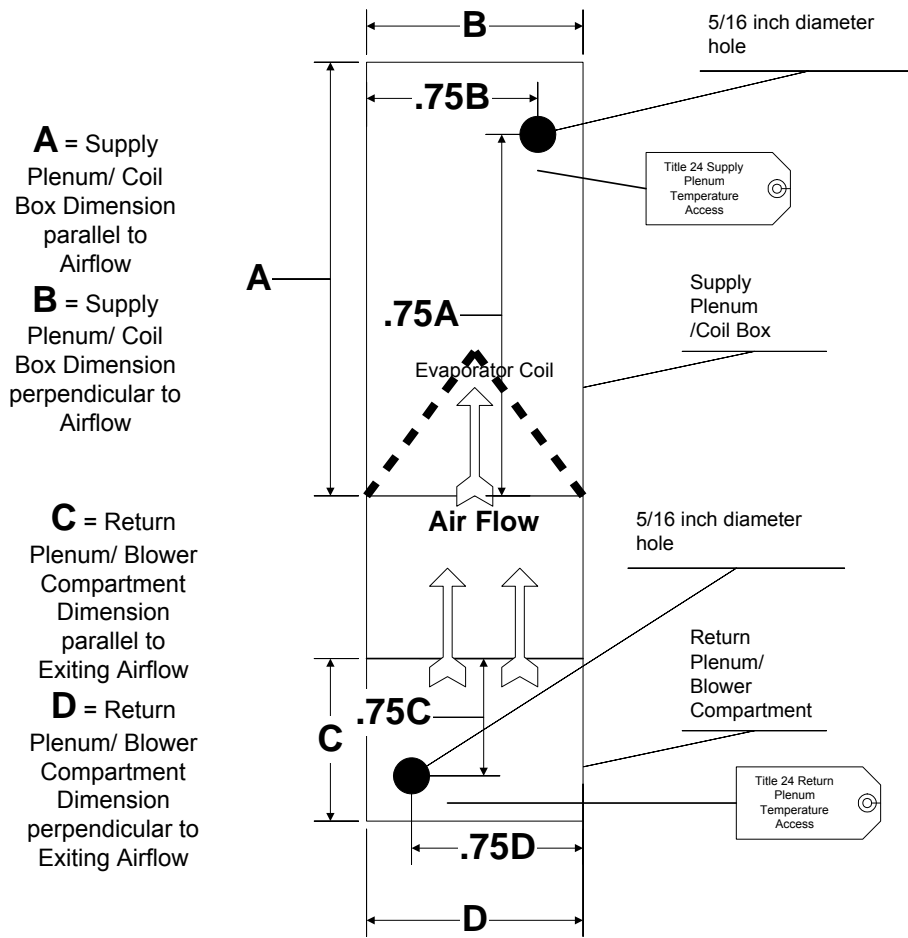 B
5/16 inch diameter
hole
.75B
A = Supply
Plenum/ Coil
Box Dimension
parallel to
Airflow
Title 24 Supply
Plenum
Temperature
Access
A
B = Supply
Plenum/ Coil
Box Dimension
perpendicular to
Airflow
.75A
Supply
Plenum
/Coil Box
Evaporator Coil
Air Flow
C = Return
Plenum/ Blower
Compartment
Dimension
parallel to
Exiting Airflow
5/16 inch diameter
hole
Return
Plenum/
Blower
Compartment
.75C
C
D = Return
Plenum/ Blower
Compartment
Dimension
perpendicular to
Exiting Airflow
Title 24 Return
Plenum
Temperature
Access
.75D
D